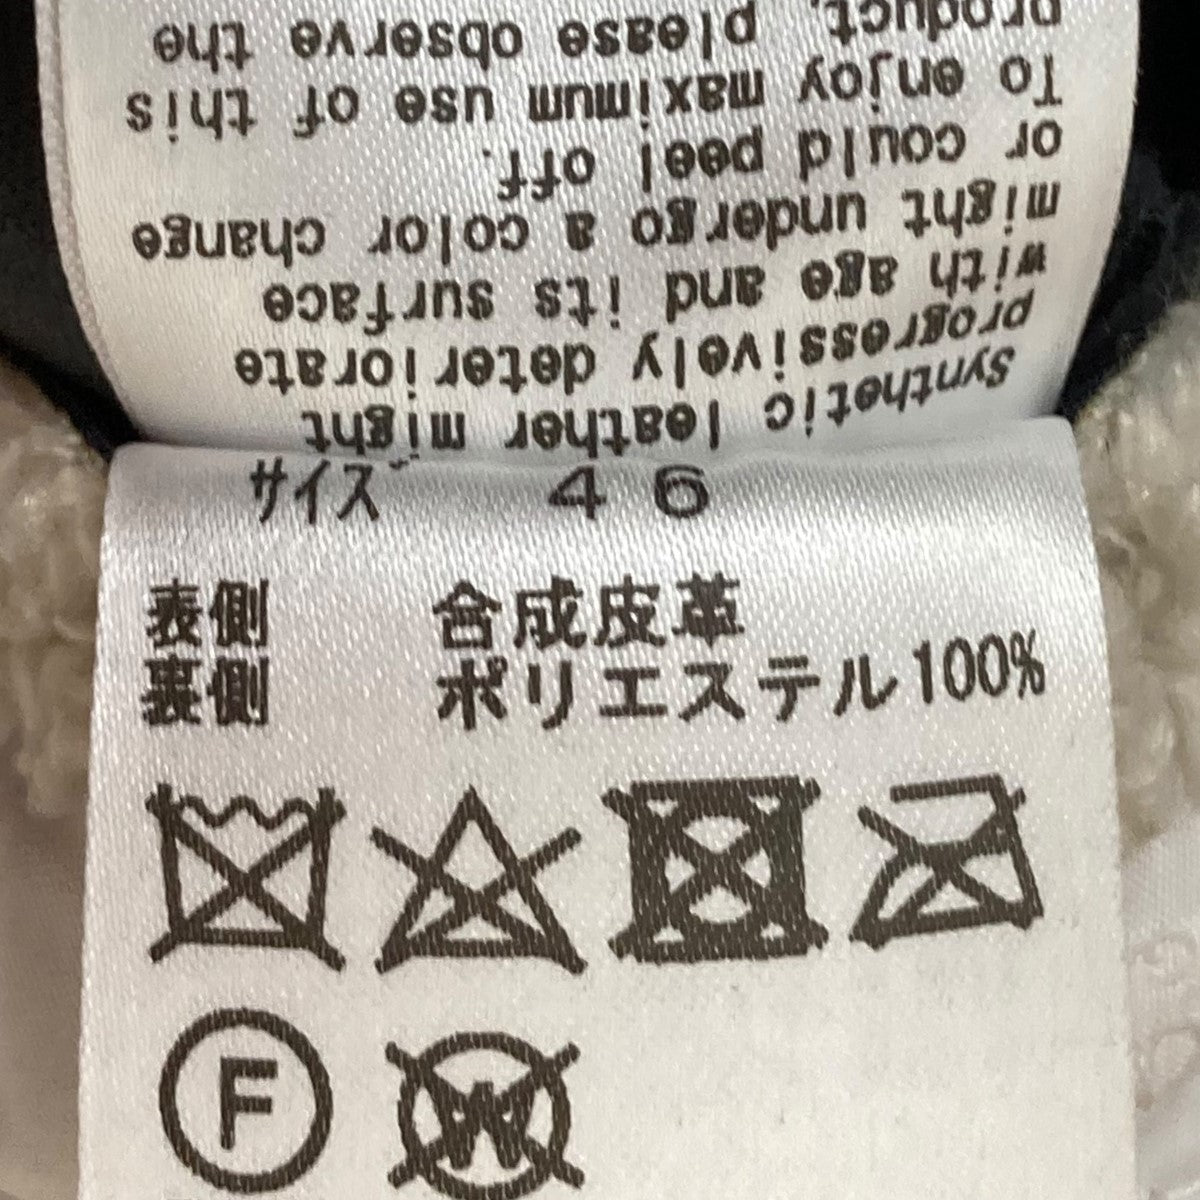 Synthetic leather might
progressively deteriorate
with age and its surface
might undergo a color change
or could peel off.
To enjoy maximum use of this
product, please observe the
サイズ 46
表側 合成皮革
裏側 ポリエステル100%
F
W